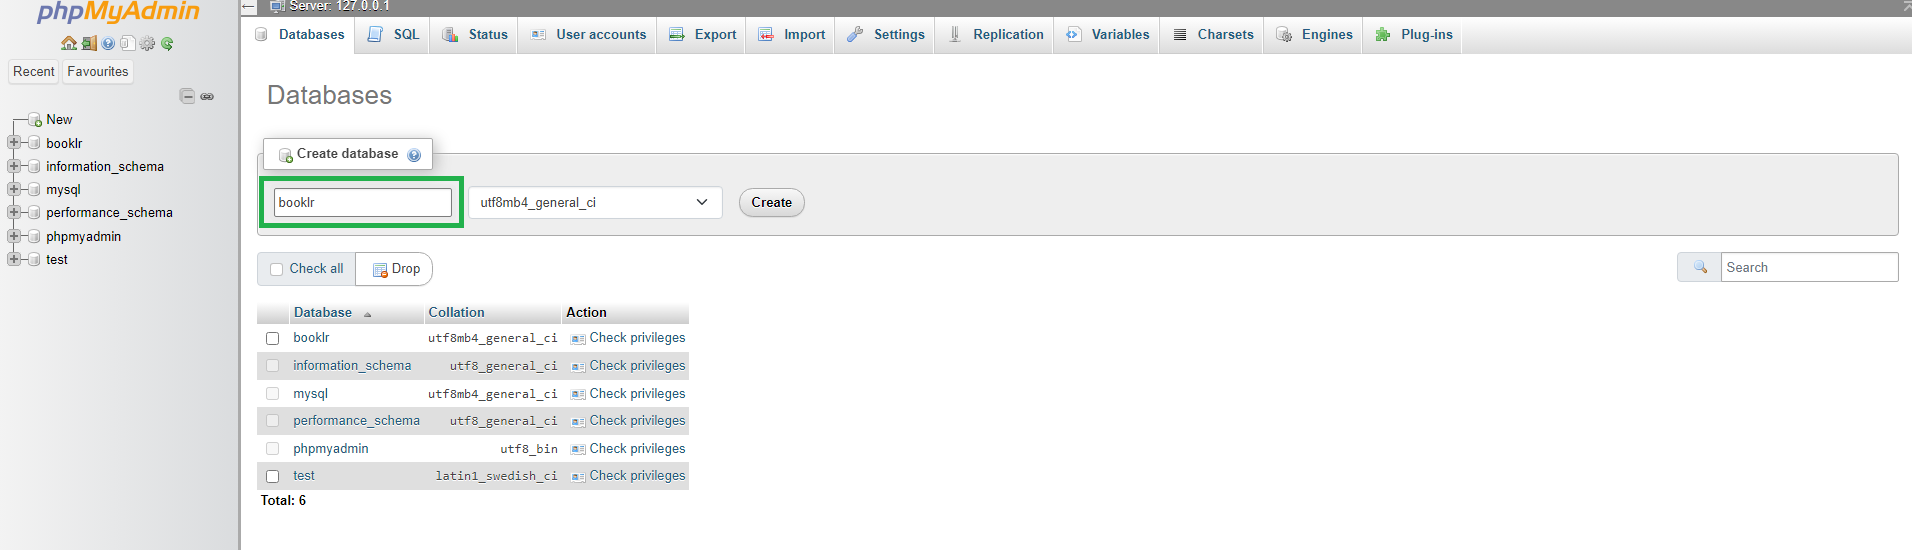 phpMyAdmin
Recent Favourites
New
booklr
information_schema
mysql
performance_schema
phpmyadmin
test
Server: 127.0.0.1
Databases SQL Status User accounts Export Import Settings Replication Variables Charsets Engines Plug-ins
Databases
Create database
booklr utf8mb4_general_ci Create
Check all Drop Search
Database Collation Action
booklr utf8mb4_general_ci Check privileges
information_schema utf8_general_ci Check privileges
mysql utf8mb4_general_ci Check privileges
performance_schema utf8_general_ci Check privileges
phpmyadmin utf8_bin Check privileges
test latin1_swedish_ci Check privileges
Total: 6